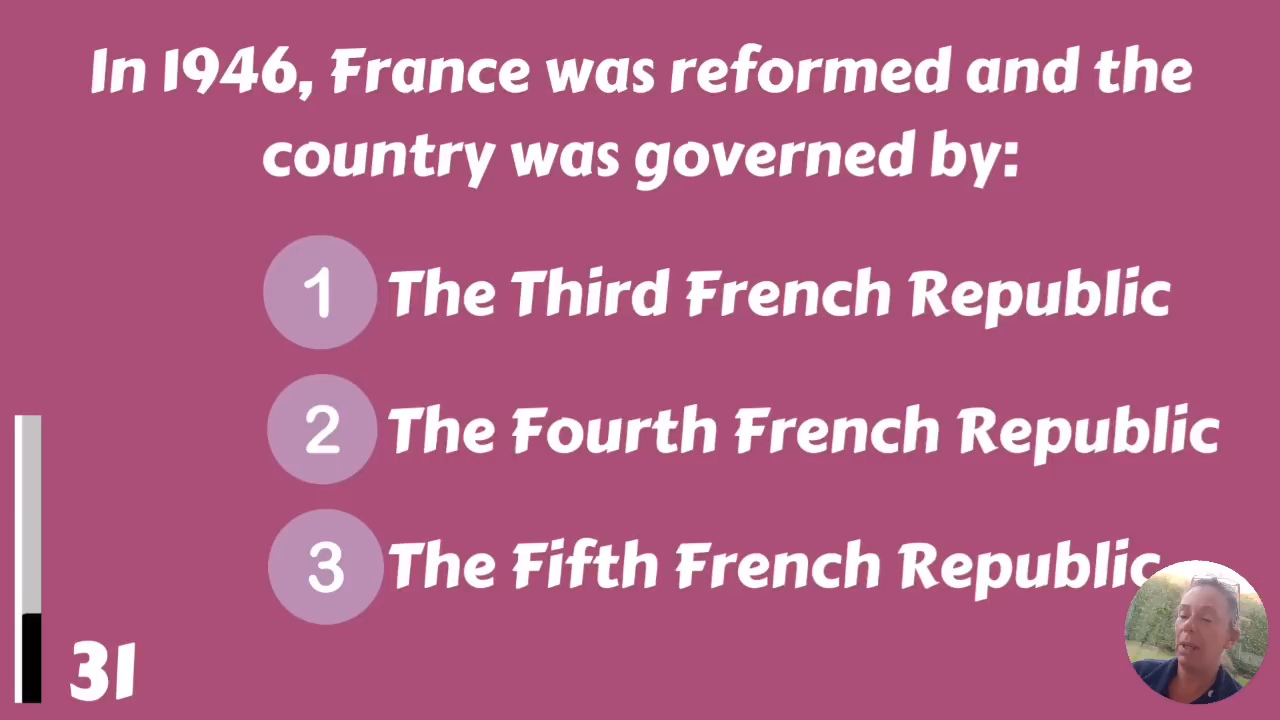 In 1946, France was reformed and the
country was governed by:
1 The Third French Republic
2 The Fourth French Republic
3 The Fifth French Republic
31